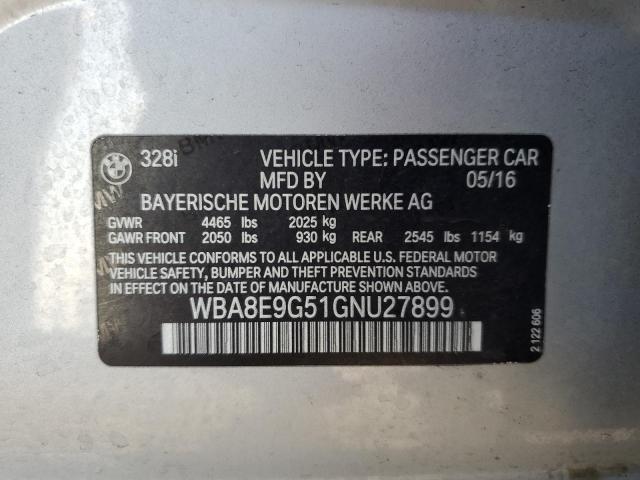 328i VEHICLE TYPE: PASSENGER CAR
MFD BY 05/16
BAYERISCHE MOTOREN WERKE AG
GVWR 4465 lbs 2025 kg
GAWR FRONT 2050 lbs 930 kg REAR 2545 lbs 1154 kg
THIS VEHICLE CONFORMS TO ALL APPLICABLE U.S. FEDERAL MOTOR
VEHICLE SAFETY, BUMPER AND THEFT PREVENTION STANDARDS
IN EFFECT ON THE DATE OF MANUFACTURE SHOWN ABOVE.
WBA8E9G51GNU27899
2 122 606